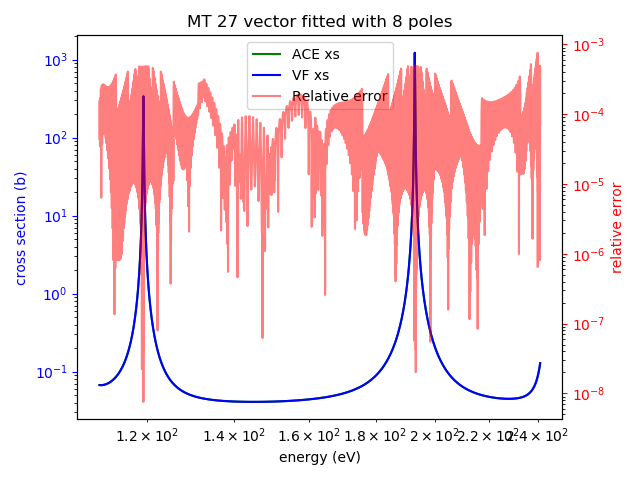 MT 27 vector fitted with 8 poles
ACE xs
VF xs
Relative error
cross section (b)
10³
10²
10¹
10⁰
10⁻¹
10⁻³
10⁻⁴
10⁻⁵
10⁻⁶
10⁻⁷
10⁻⁸
relative error
1.2 × 10² 1.4 × 10² 1.6 × 10² 1.8 × 10² 2 × 10² 2.2 × 10² 2.4 × 10²
energy (eV)